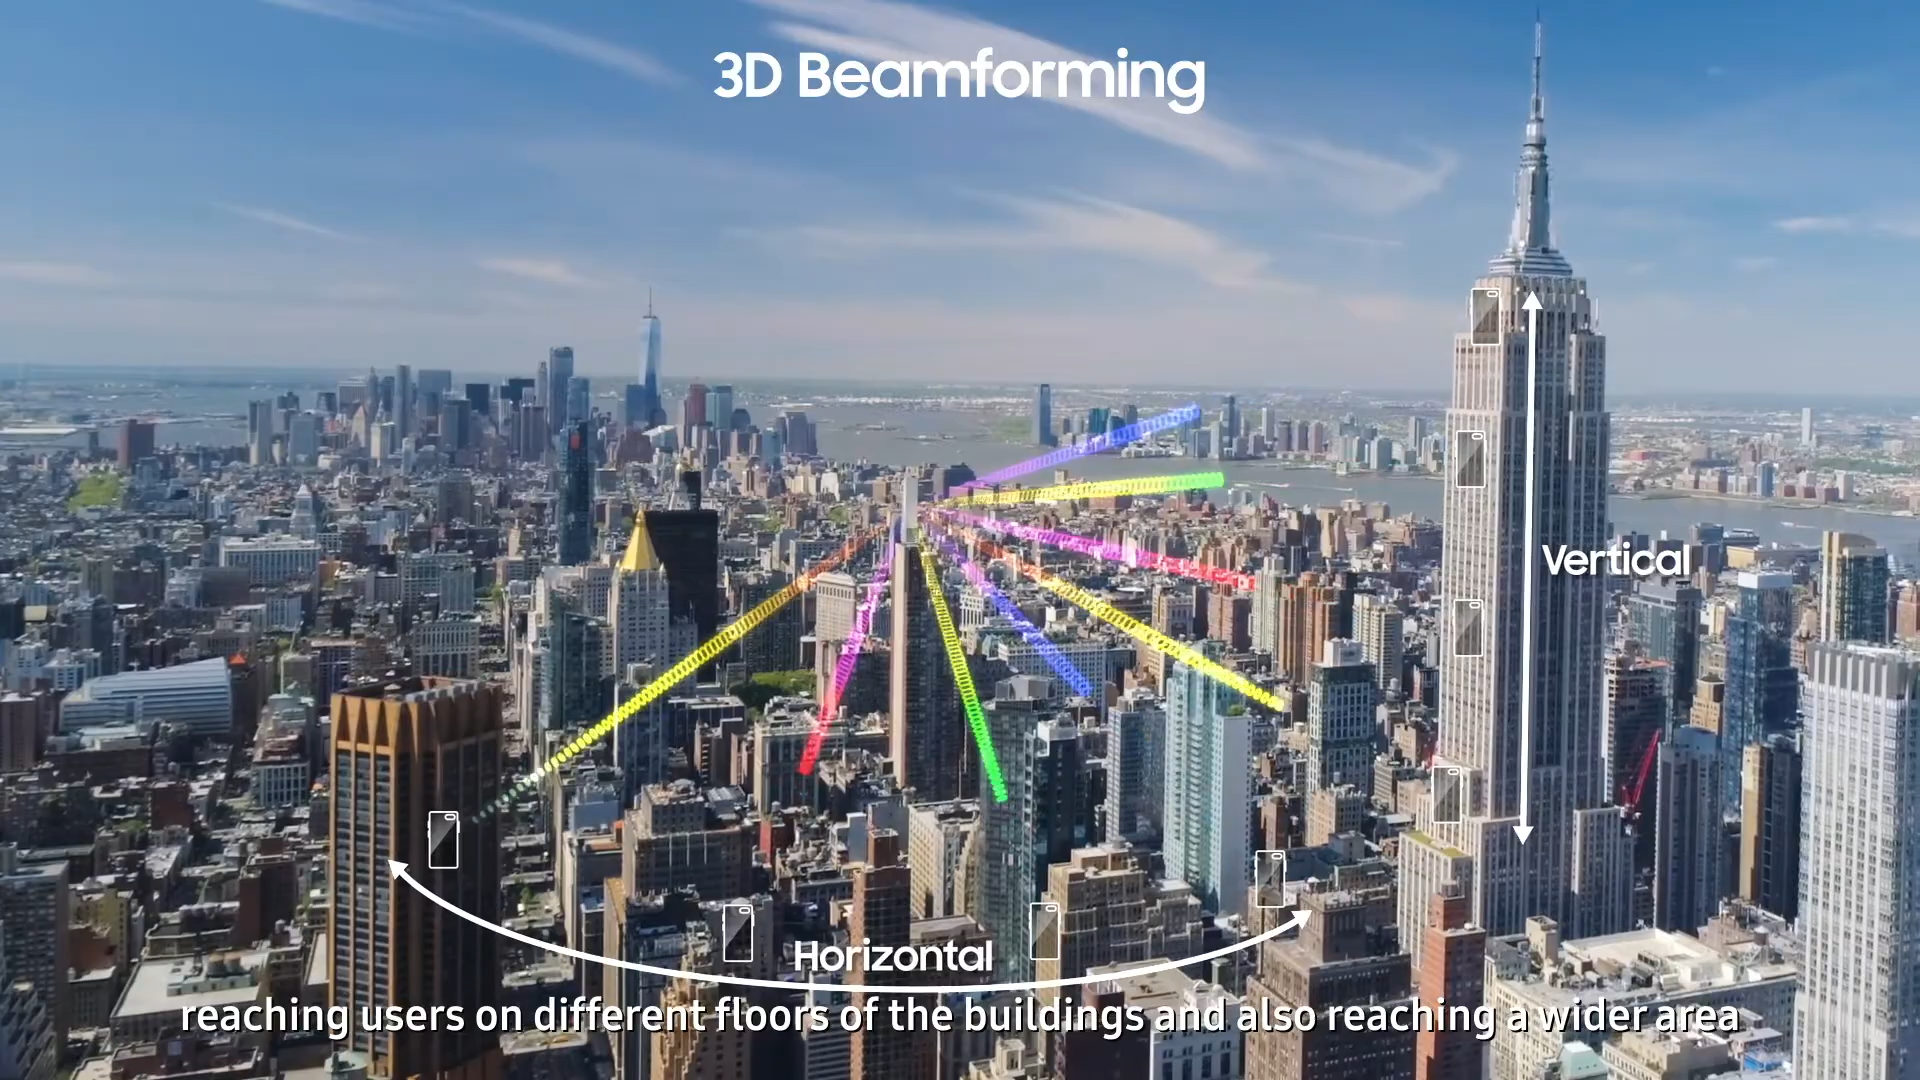 3D Beamforming
Vertical
Horizontal
reaching users on different floors of the buildings and also reaching a wider area